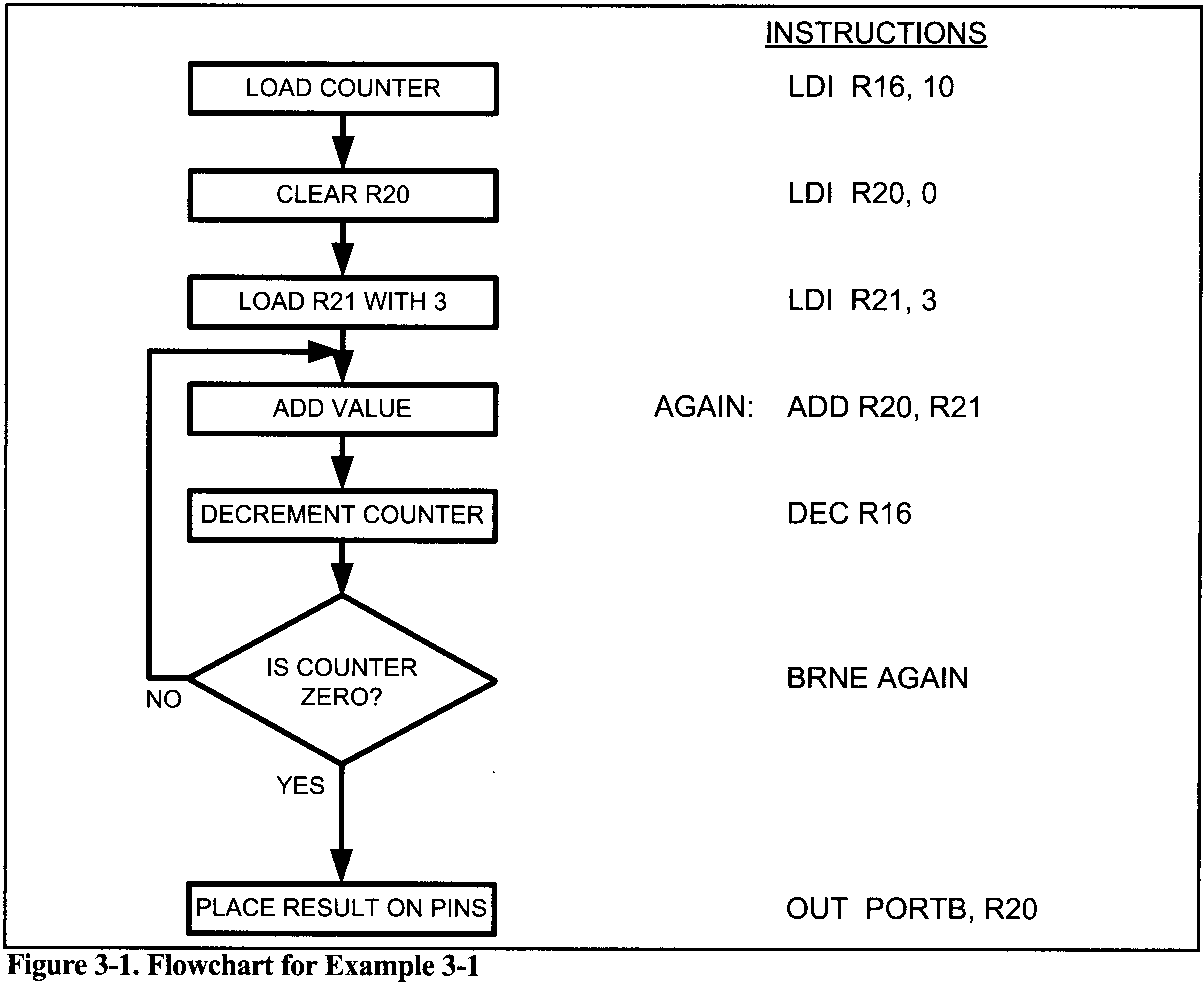 INSTRUCTIONS
LOAD COUNTER
LDI R16, 10
CLEAR R20
LDI R20, 0
LOAD R21 WITH 3
LDI R21, 3
ADD VALUE
AGAIN: ADD R20, R21
DECREMENT COUNTER
DEC R16
IS COUNTER
ZERO?
BRNE AGAIN
NO
YES
PLACE RESULT ON PINS
OUT PORTB, R20
Figure 3-1. Flowchart for Example 3-1